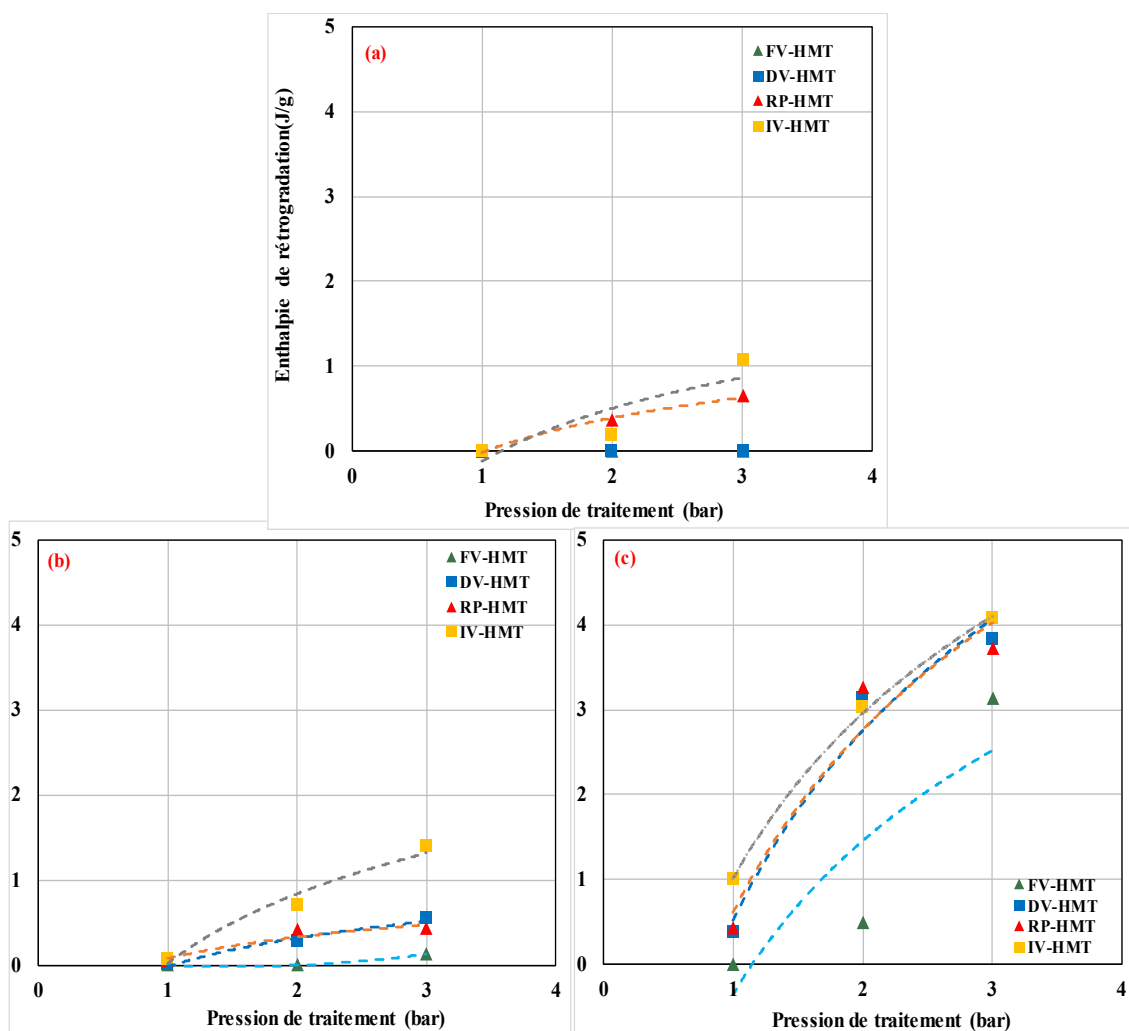 (a)
FV-HMT
DV-HMT
RP-HMT
IV-HMT
Enthalpie de rétrogradation(J/g)
5
4
3
2
1
0
0 1 2 3 4
Pression de traitement (bar)
(b)
FV-HMT
DV-HMT
RP-HMT
IV-HMT
5
4
3
2
1
0
0 1 2 3 4
Pression de traitement (bar)
(c)
5
4
3
2
1
0
FV-HMT
DV-HMT
RP-HMT
IV-HMT
0 1 2 3 4
Pression de traitement (bar)